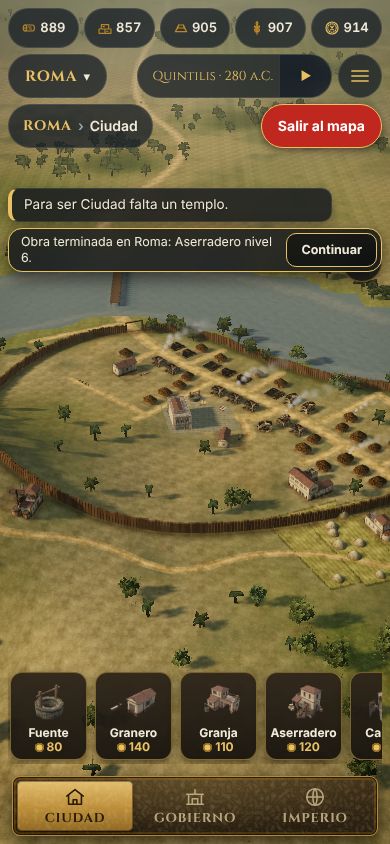 889 857 905 907 914
ROMA ▾ QUINTILIS · 280 A.C.
ROMA › Ciudad Salir al mapa
Para ser Ciudad falta un templo.
Obra terminada en Roma: Aserradero nivel
6.
Continuar
Fuente Granero Granja Aserradero Ca
80 140 110 120
CIUDAD GOBIERNO IMPERIO